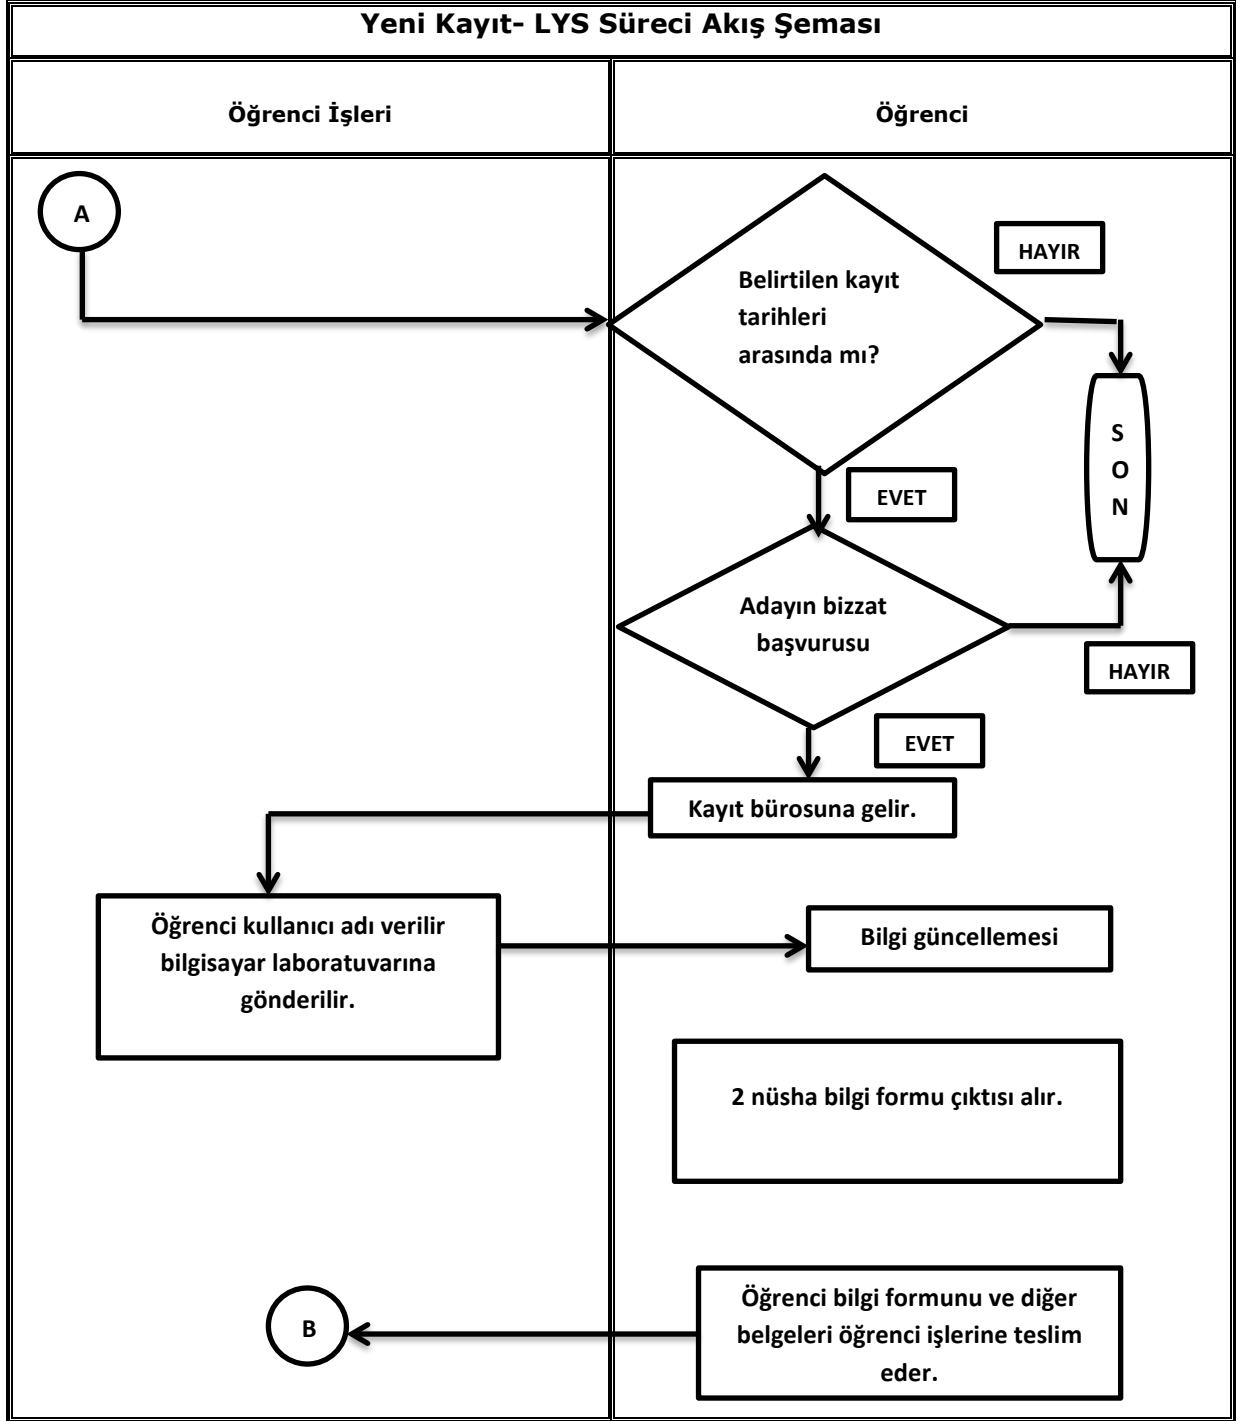 Yeni Kayıt- LYS Süreci Akış Şeması
Öğrenci İşleri
Öğrenci
A
Belirtilen kayıt
tarihleri
arasında mı?
HAYIR
S
O
N
EVET
Adayın bizzat
başvurusu
HAYIR
EVET
Kayıt bürosuna gelir.
Öğrenci kullanıcı adı verilir
bilgisayar laboratuvarına
gönderilir.
Bilgi güncellemesi
2 nüsha bilgi formu çıktısı alır.
Öğrenci bilgi formunu ve diğer
belgeleri öğrenci işlerine teslim
eder.
B